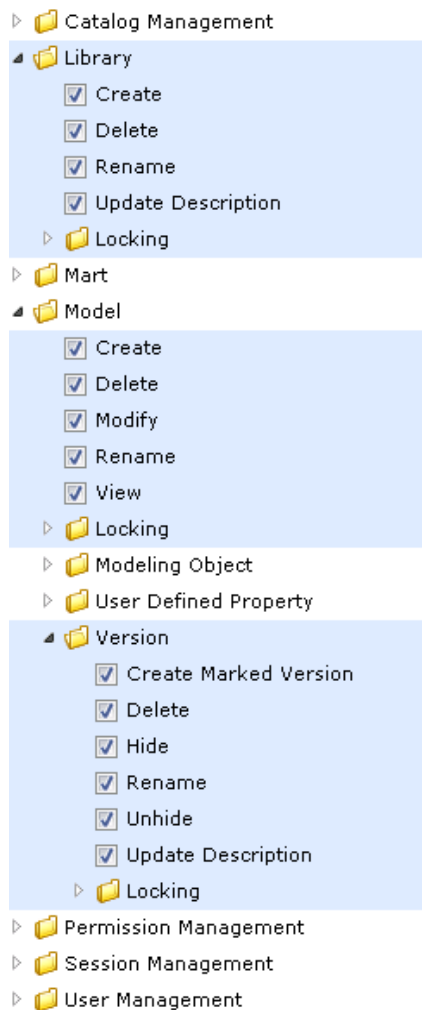 Catalog Management
Library
Create
Delete
Rename
Update Description
Locking
Mart
Model
Create
Delete
Modify
Rename
View
Locking
Modeling Object
User Defined Property
Version
Create Marked Version
Delete
Hide
Rename
Unhide
Update Description
Locking
Permission Management
Session Management
User Management